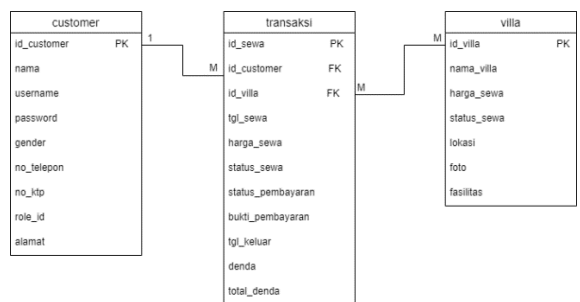 customer
id_customer PK
nama
username
password
gender
no_telepon
no_ktp
role_id
alamat
1
M
transaksi
id_sewa PK
id_customer FK
id_villa FK
tgl_sewa
harga_sewa
status_sewa
status_pembayaran
bukti_pembayaran
tgl_keluar
denda
total_denda
M
M
villa
id_villa PK
nama_villa
harga_sewa
status_sewa
lokasi
foto
fasilitas